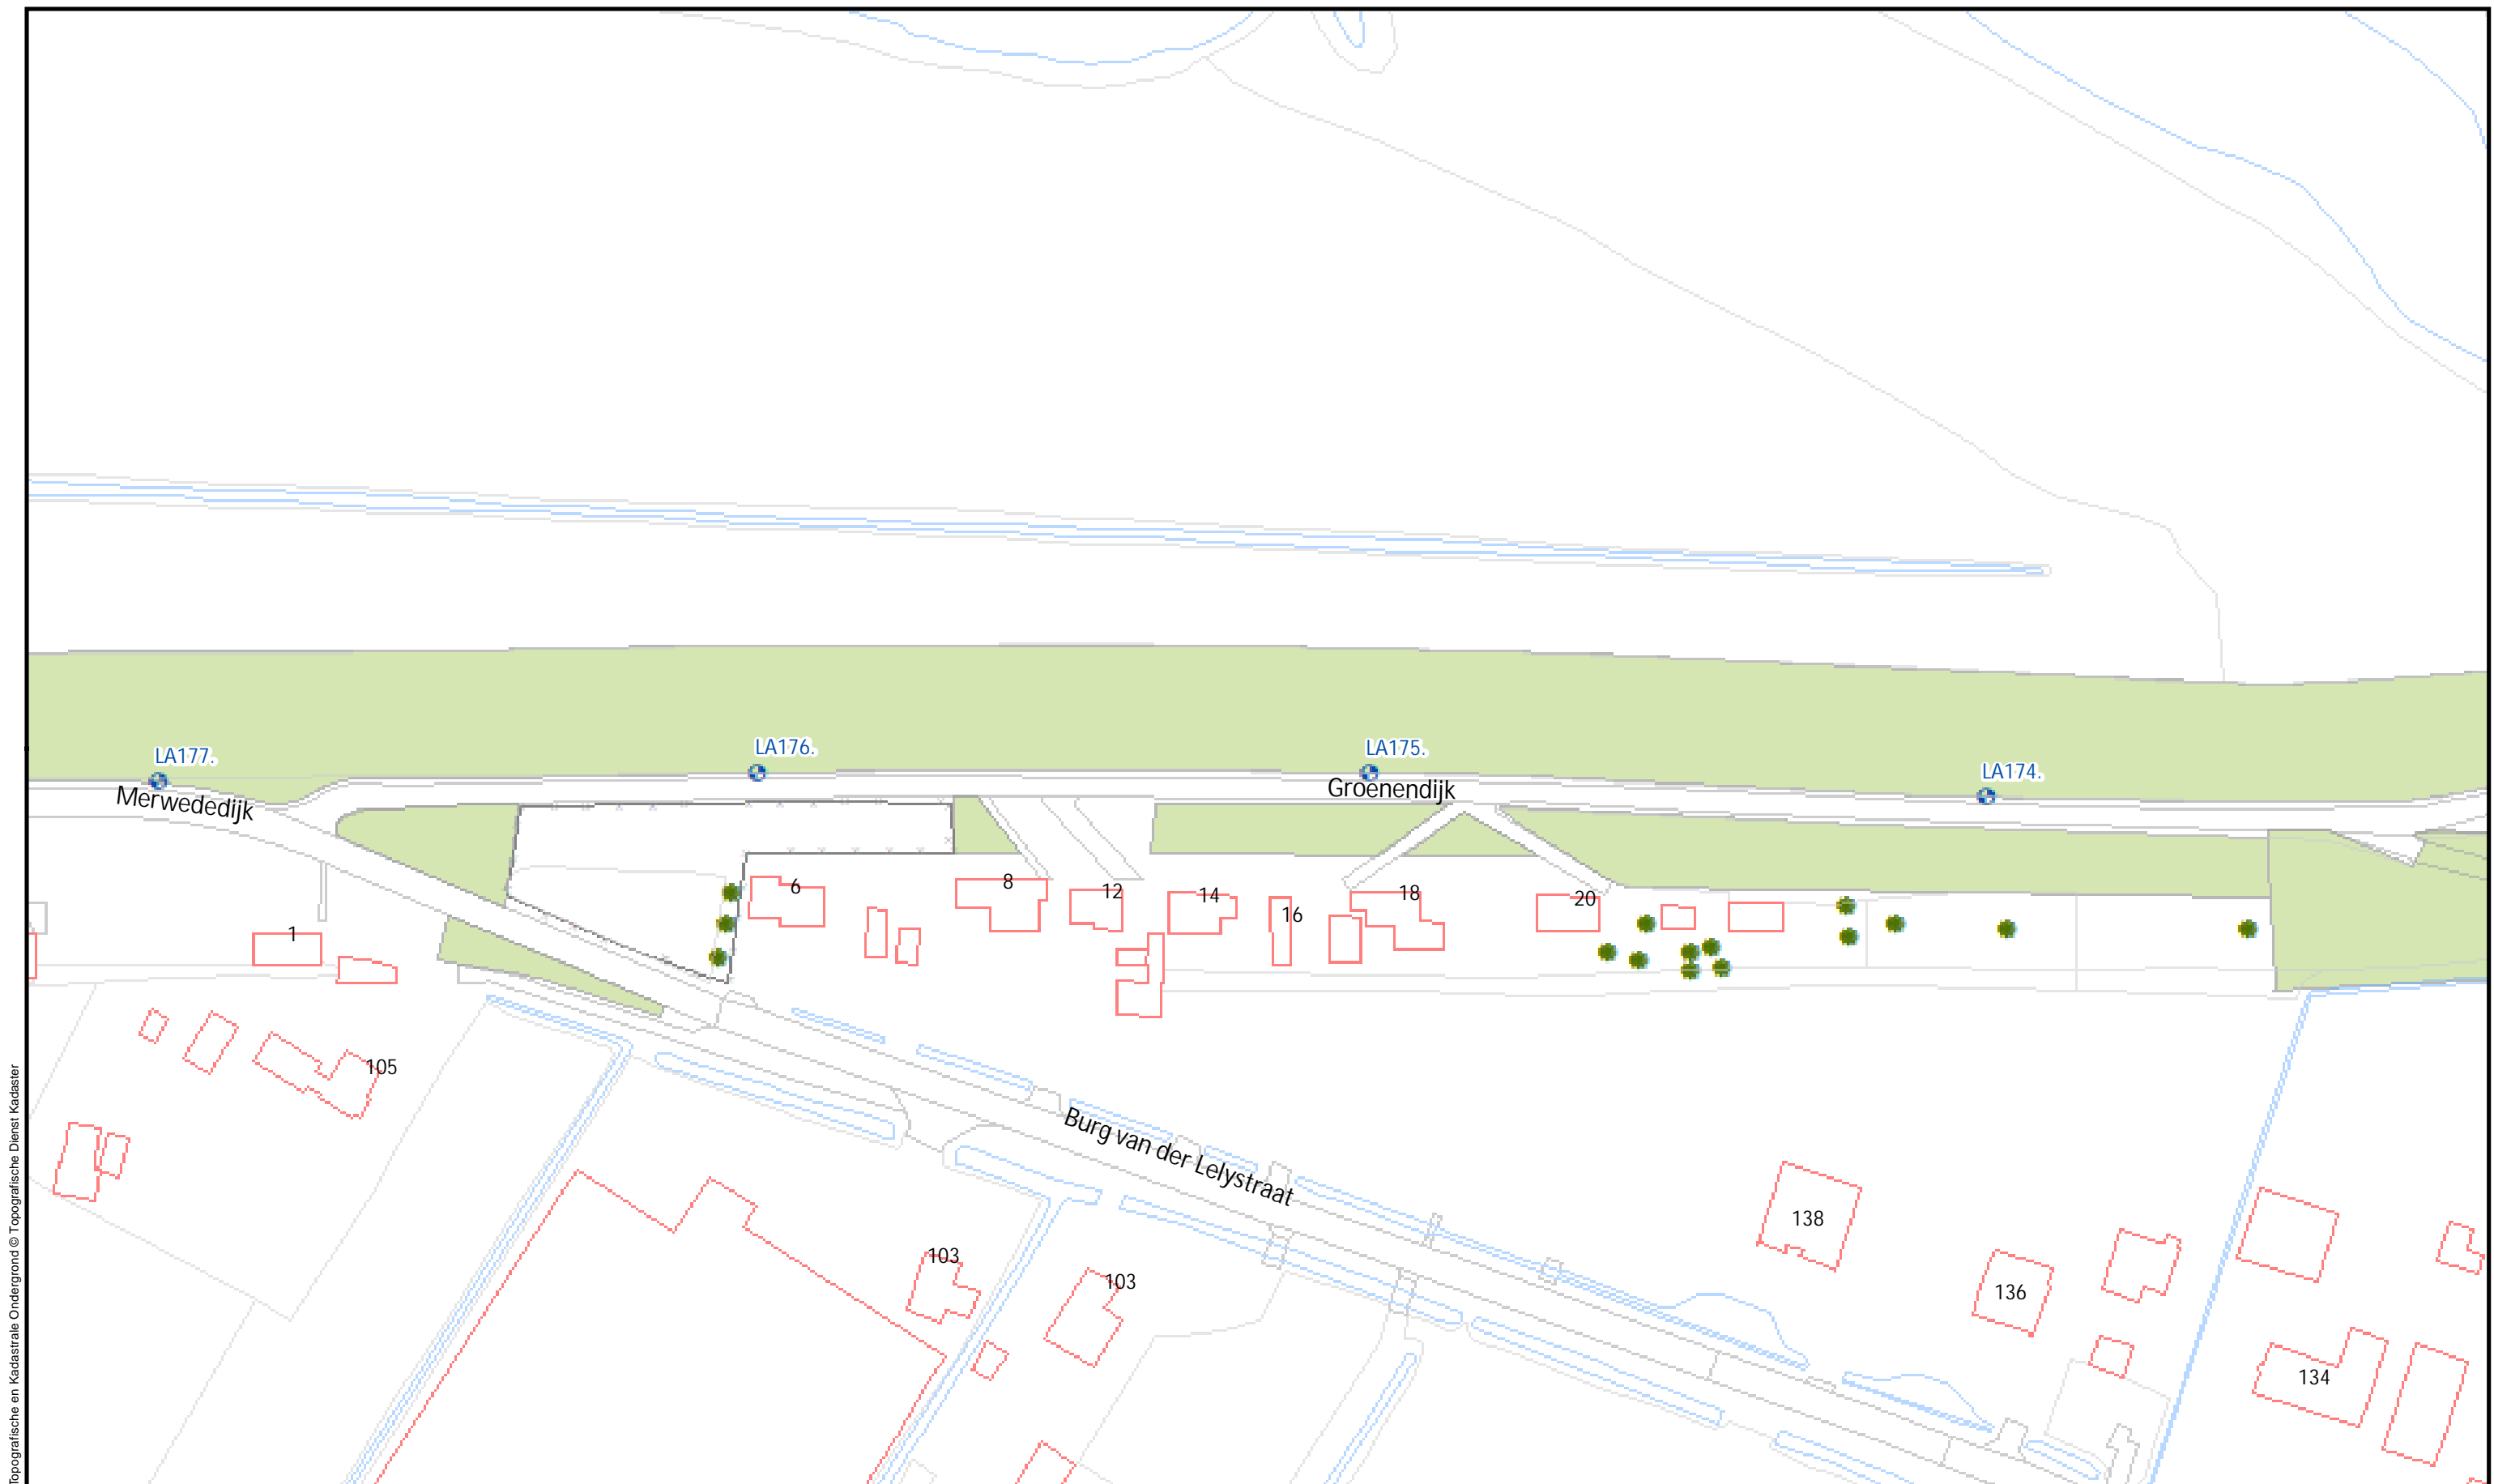 LA177.
LA176.
LA175.
LA174.
Merwededijk
Groenendijk
6
8
12
14
16
18
20
1
105
Burg van der Lelystraat
103
103
138
136
134
Topografische en Kadastrale Ondergrond © Topografische Dienst Kadaster